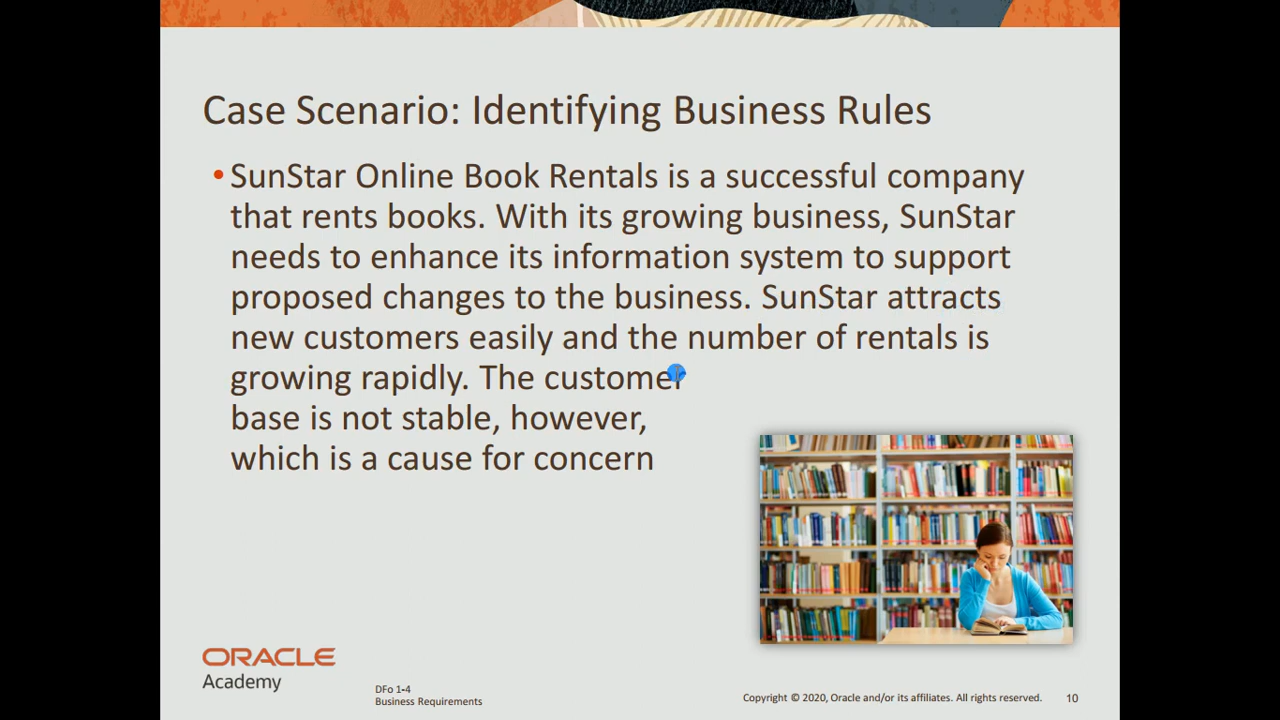 Case Scenario: Identifying Business Rules
•SunStar Online Book Rentals is a successful company
that rents books. With its growing business, SunStar
needs to enhance its information system to support
proposed changes to the business. SunStar attracts
new customers easily and the number of rentals is
growing rapidly. The customer
base is not stable, however,
which is a cause for concern
ORACLE
Academy
DFo 1-4
Business Requirements
Copyright © 2020, Oracle and/or its affiliates. All rights reserved.
10